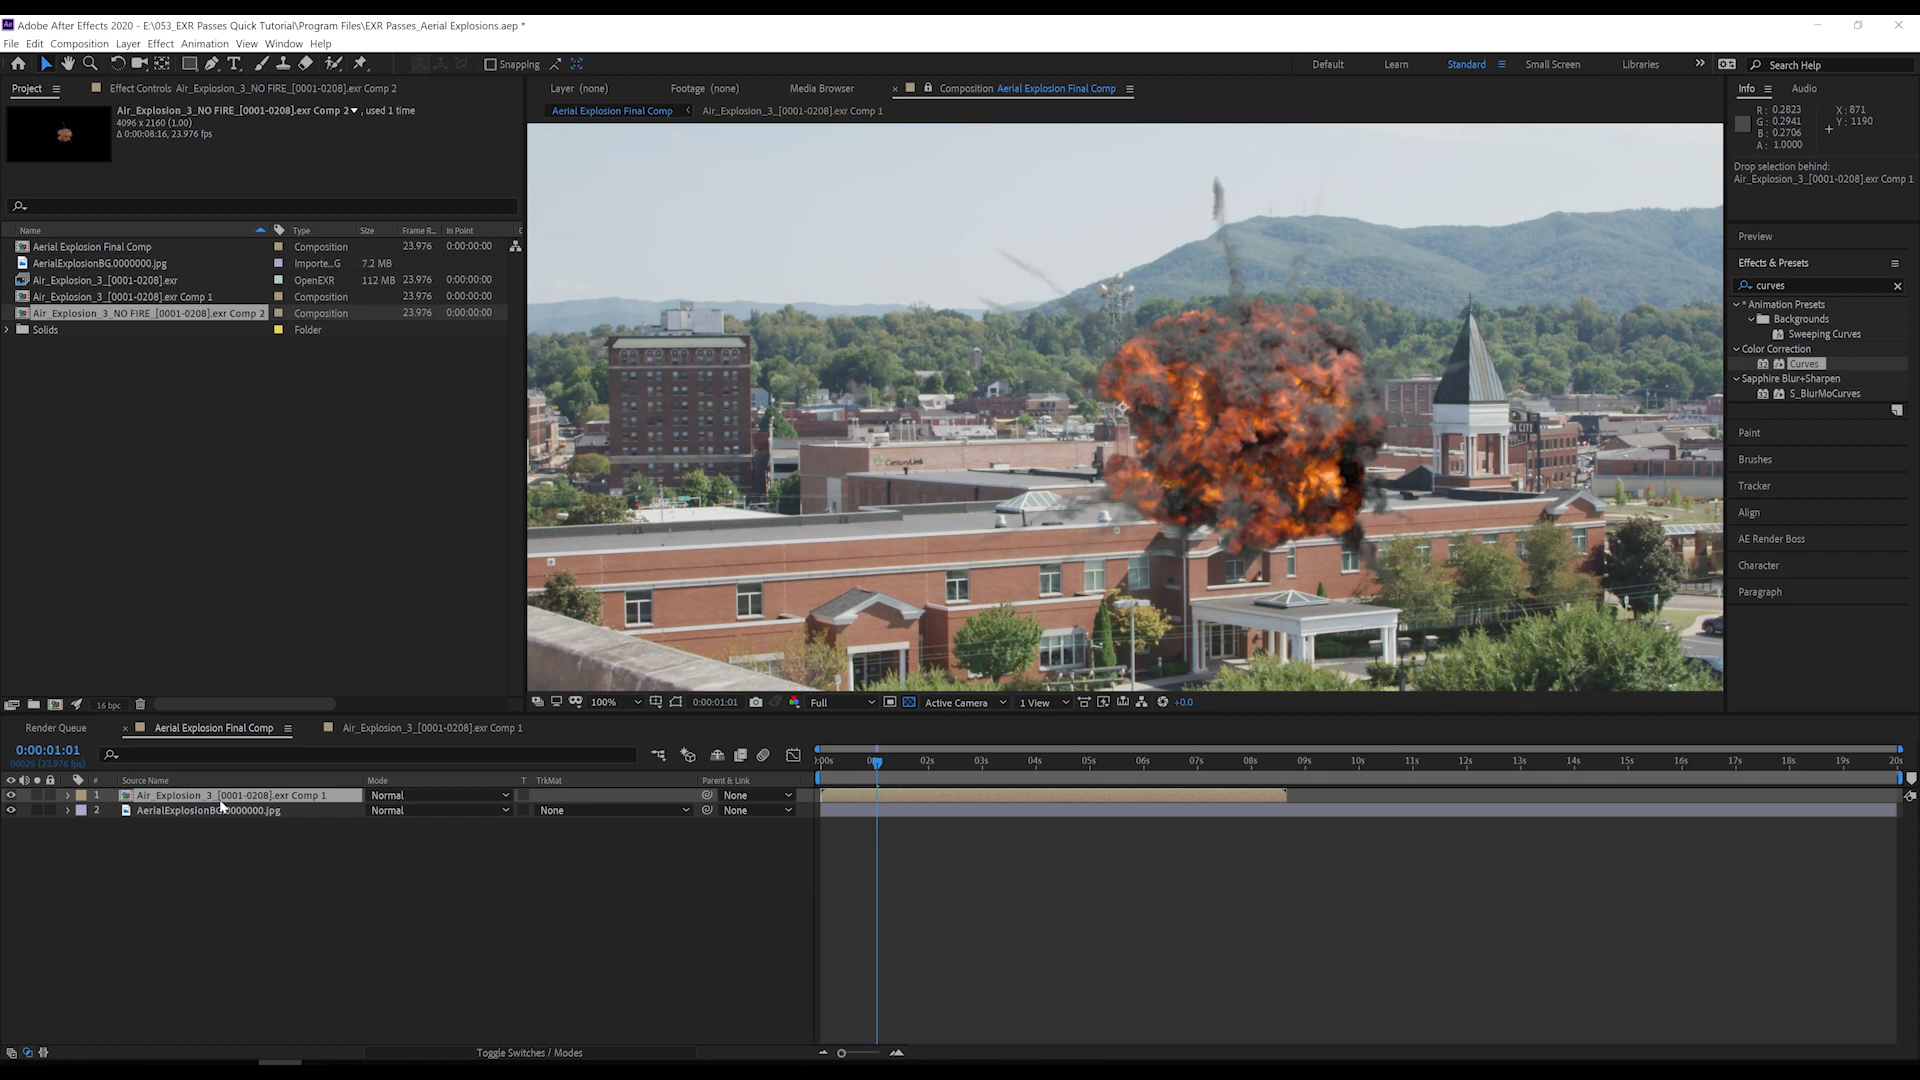 Adobe After Effects 2020 - E:\053_EXR Passes Quick Tutorial\Program Files\EXR Passes_Aerial Explosions.aep *
File Edit Composition Layer Effect Animation View Window Help
Snapping
Default Learn Standard Small Screen Libraries Search Help
Project Effect Controls Air_Explosion_3_NO FIRE_[0001-0208].exr Comp 2
Layer (none) Footage (none) Media Browser Composition Aerial Explosion Final Comp
Info Audio
Air_Explosion_3_NO FIRE_[0001-0208].exr Comp 2 , used 1 time
4096 x 2160 (1.00)
Δ 0:00:08:16, 23.976 fps
Aerial Explosion Final Comp Air_Explosion_3_[0001-0208].exr Comp 1
R: 0.2823 X: 871
G: 0.2941 Y: 1190
B: 0.2706
A: 1.0000
Drop selection behind:
Air_Explosion_3_[0001-0208].exr Comp 1
Name Type Size Frame R... In Point
Aerial Explosion Final Comp Composition 23.976 0:00:00:00
AerialExplosionBG.0000000.jpg Importe...G 7.2 MB
Air_Explosion_3_[0001-0208].exr OpenEXR 112 MB 23.976 0:00:00:00
Air_Explosion_3_[0001-0208].exr Comp 1 Composition 23.976 0:00:00:00
Air_Explosion_3_NO FIRE_[0001-0208].exr Comp 2 Composition 23.976 0:00:00:00
Solids Folder
Preview
Effects & Presets
curves
* Animation Presets
Backgrounds
Sweeping Curves
Color Correction
Curves
Sapphire Blur+Sharpen
S_BlurMoCurves
Paint
Brushes
Tracker
Align
AE Render Boss
Character
Paragraph
CenturyLink
16 bpc
100% 0:00:01:01 Full Active Camera 1 View +0.0
Render Queue Aerial Explosion Final Comp Air_Explosion_3_[0001-0208].exr Comp 1
0:00:01:01
00025 (23.976 fps)
# Source Name Mode T TrkMat Parent & Link
02s 03s 04s 05s 06s 07s 08s 09s 10s 11s 12s 13s 14s 15s 16s 17s 18s 19s 20s
1 Air_Explosion_3_[0001-0208].exr Comp 1 Normal None
2 AerialExplosionBG.0000000.jpg Normal None None
Toggle Switches / Modes